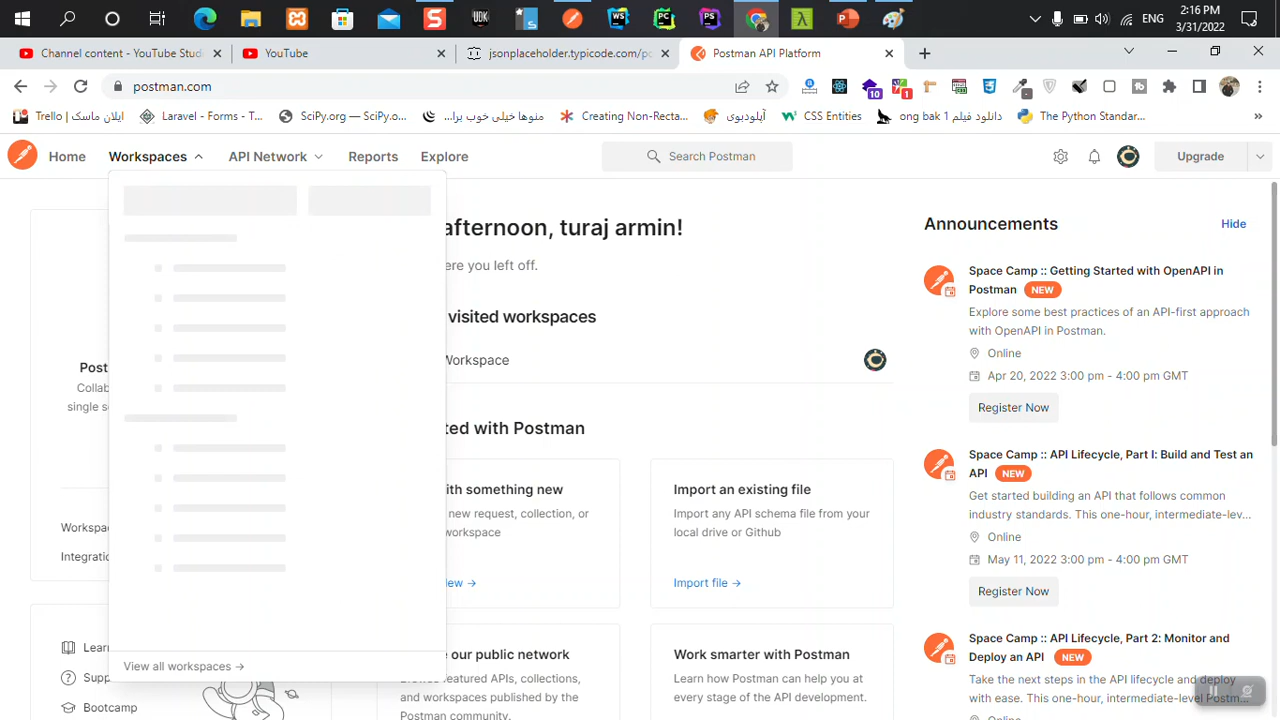 ENG
2:16 PM
3/31/2022
Channel content - YouTube Stud
YouTube
jsonplaceholder.typicode.com/po
Postman API Platform
postman.com
10
1
Trello | ایلان ماسک
Laravel - Forms - T...
SciPy.org — SciPy.o...
منوها خیلی خوب برا...
Creating Non-Recta...
آپلودبوی
CSS Entities
دانلود فیلم ong bak 1
The Python Standar...
Home
Workspaces
API Network
Reports
Explore
Search Postman
Upgrade
afternoon, turaj armin!
ere you left off.
visited workspaces
Workspace
ted with Postman
Post
Collab
single s
Workspac
Integratio
Learn
Supp
Bootcamp
View all workspaces →
ith something new
new request, collection, or
workspace
ew →
Import an existing file
Import any API schema file from your
local drive or Github
Import file →
e our public network
Browse featured APIs, collections,
and workspaces published by the
Postman community.
Work smarter with Postman
Learn how Postman can help you at
every stage of the API development.
Announcements
Hide
Space Camp :: Getting Started with OpenAPI in
Postman NEW
Explore some best practices of an API-first approach
with OpenAPI in Postman.
Online
Apr 20, 2022 3:00 pm - 4:00 pm GMT
Register Now
Space Camp :: API Lifecycle, Part I: Build and Test an
API NEW
Get started building an API that follows common
industry standards. This one-hour, intermediate-lev...
Online
May 11, 2022 3:00 pm - 4:00 pm GMT
Register Now
Space Camp :: API Lifecycle, Part 2: Monitor and
Deploy an API NEW
Take the next steps in the API lifecycle and deploy
with ease. This one-hour, intermediate-level Postm...
Online